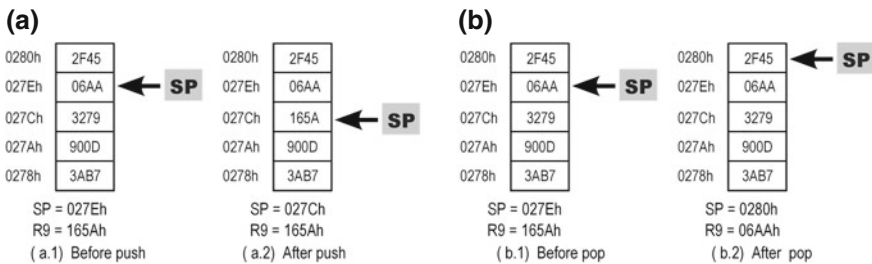 (a) (b)
0280h 2F45 0280h 2F45 0280h 2F45 0280h 2F45 SP
027Eh 06AA SP 027Eh 06AA 027Eh 06AA SP 027Eh 06AA
027Ch 3279 027Ch 165A SP 027Ch 3279 027Ch 3279
027Ah 900D 027Ah 900D 027Ah 900D 027Ah 900D
0278h 3AB7 0278h 3AB7 0278h 3AB7 0278h 3AB7
SP = 027Eh SP = 027Ch SP = 027Eh SP = 0280h
R9 = 165Ah R9 = 165Ah R9 = 165Ah R9 = 06AAh
( a.1) Before push ( a.2) After push ( b.1) Before pop ( b.2) After pop